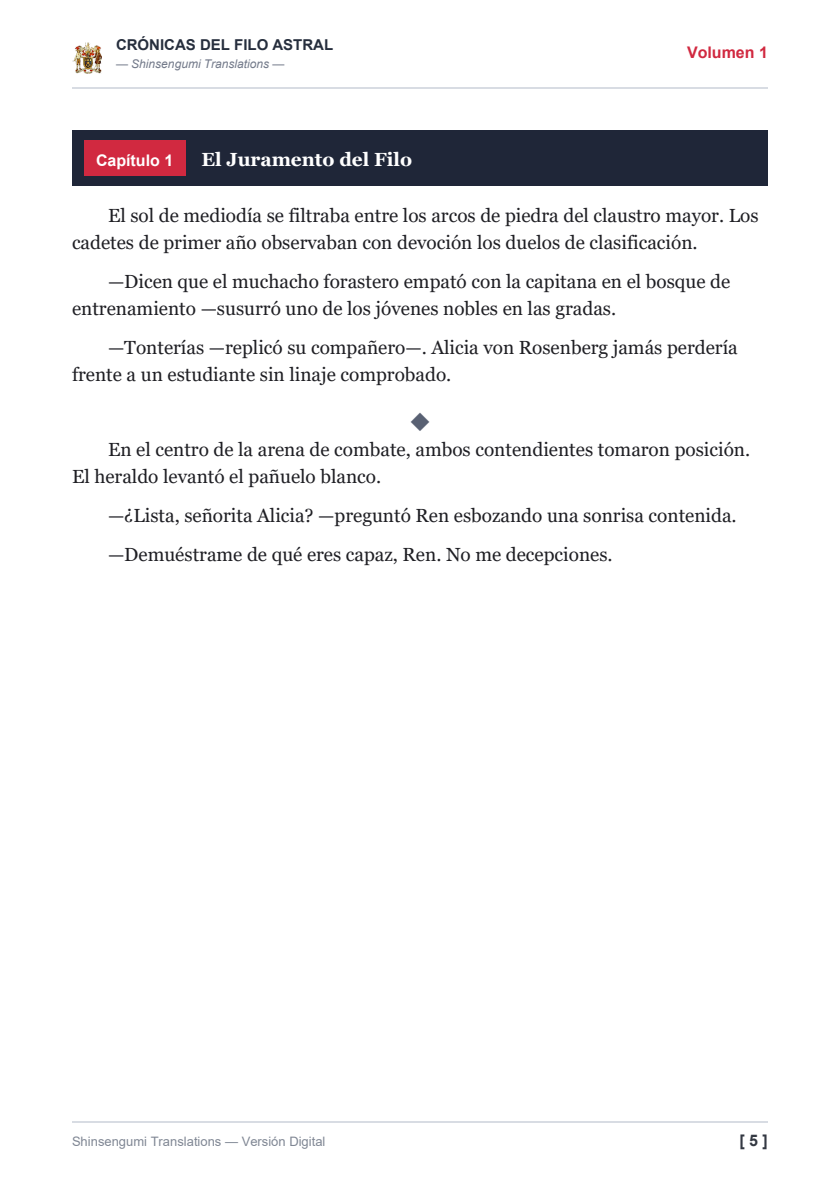 CRÓNICAS DEL FILO ASTRAL
— Shinsengumi Translations —
Volumen 1
Capítulo 1
El Juramento del Filo
El sol de mediodía se filtraba entre los arcos de piedra del claustro mayor. Los
cadetes de primer año observaban con devoción los duelos de clasificación.
—Dicen que el muchacho forastero empató con la capitana en el bosque de
entrenamiento —susurró uno de los jóvenes nobles en las gradas.
—Tonterías —replicó su compañero—. Alicia von Rosenberg jamás perdería
frente a un estudiante sin linaje comprobado.
En el centro de la arena de combate, ambos contendientes tomaron posición.
El heraldo levantó el pañuelo blanco.
—¿Lista, señorita Alicia? —preguntó Ren esbozando una sonrisa contenida.
—Demuéstrame de qué eres capaz, Ren. No me decepciones.
Shinsengumi Translations — Versión Digital
[ 5 ]